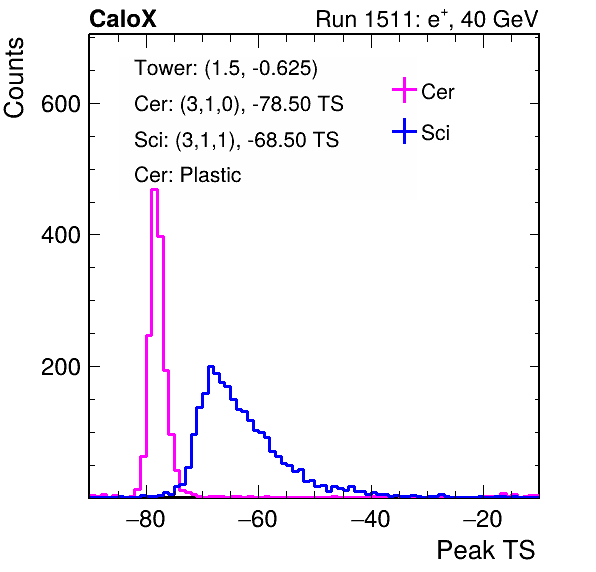 CaloX Run 1511: e⁺, 40 GeV
Counts
Tower: (1.5, -0.625)
Cer: (3,1,0), -78.50 TS
Sci: (3,1,1), -68.50 TS
Cer: Plastic
Cer
Sci
600
400
200
−80 −60 −40 −20
Peak TS